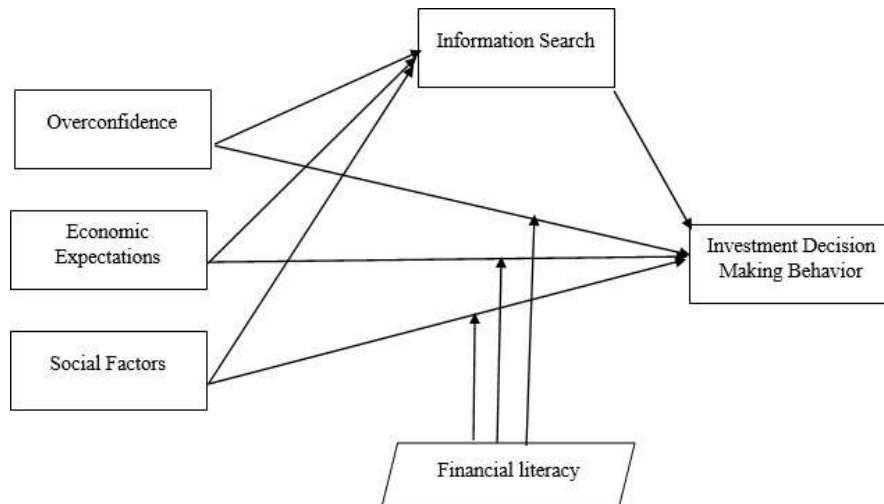 Information Search
Overconfidence
Economic
Expectations
Investment Decision
Making Behavior
Social Factors
Financial literacy